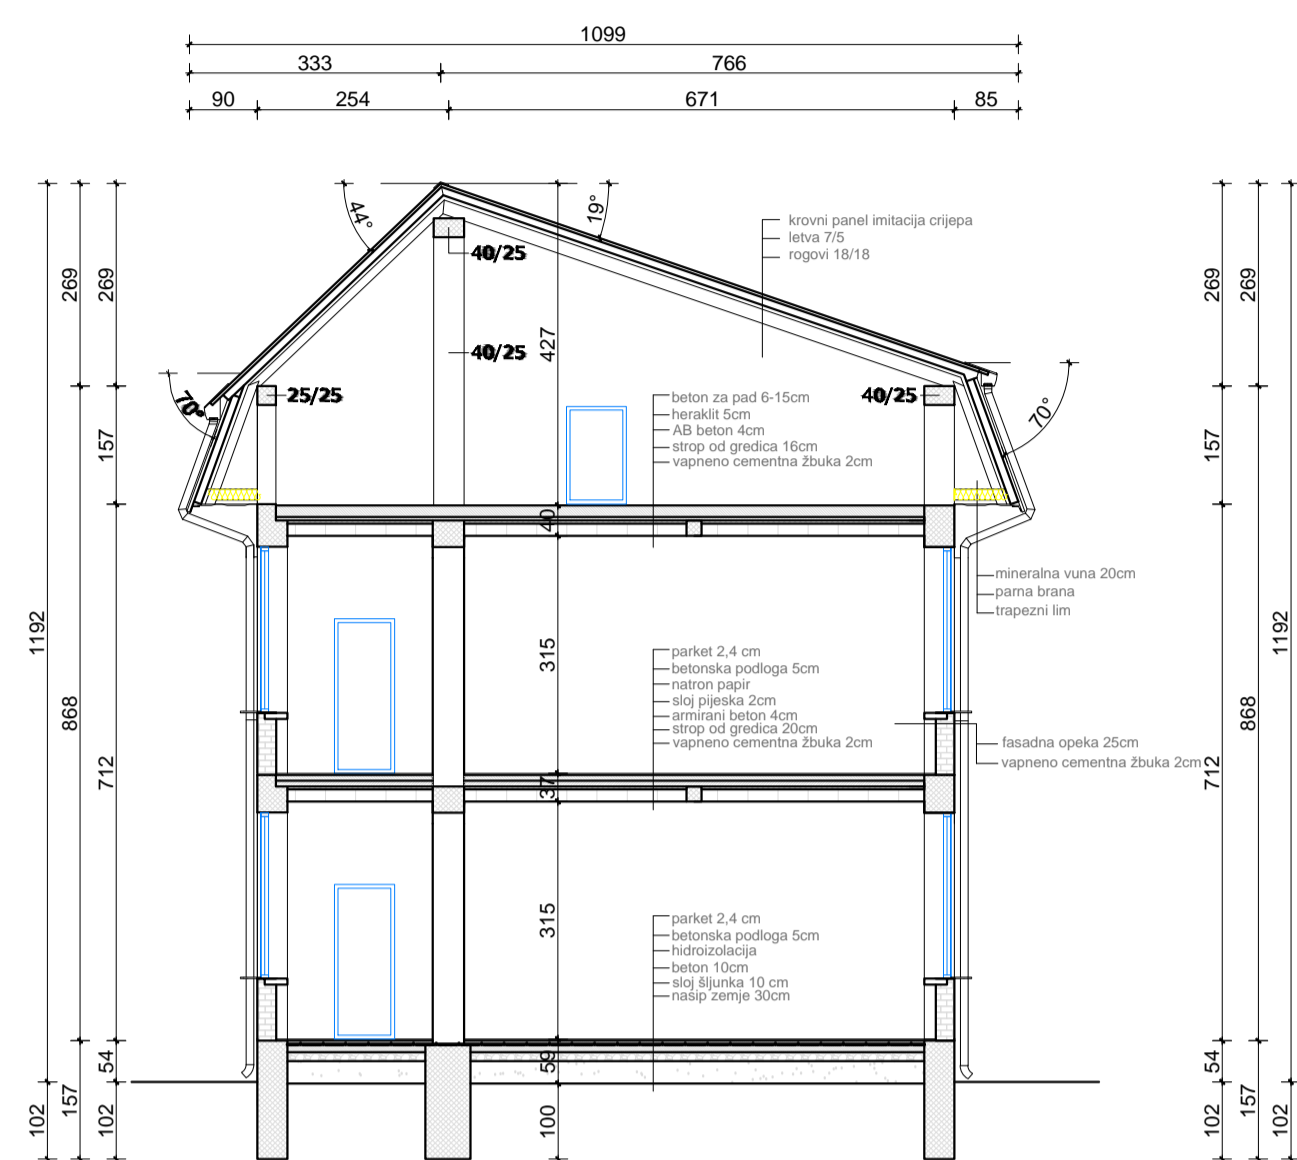 1099
333 766
90 254 671 85
44°
19°
krovni panel imitacija crijepa
letva 7/5
rogovi 18/18
40/25
269 269
269 269
427
40/25
25/25
40/25
70°
70°
beton za pad 6-15cm
heraklit 5cm
AB beton 4cm
strop od gredica 16cm
vapneno cementna žbuka 2cm
157
157
40
mineralna vuna 20cm
parna brana
trapezni lim
1192
1192
315
parket 2,4 cm
betonska podloga 5cm
natron papir
sloj pijeska 2cm
armirani beton 4cm
strop od gredica 20cm
vapneno cementna žbuka 2cm
868
868
712
712
fasadna opeka 25cm
vapneno cementna žbuka 2cm
37
315
parket 2,4 cm
betonska podloga 5cm
hidroizolacija
beton 10cm
sloj šljunka 10 cm
našip zemje 30cm
54
59
54
102 157 102
100
102 157 102